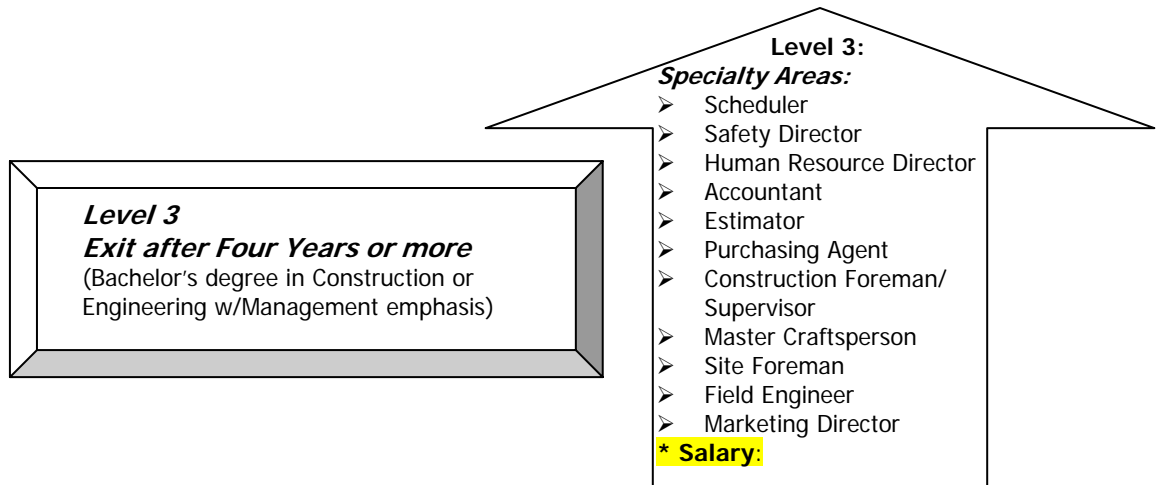 Level 3
Exit after Four Years or more
(Bachelor's degree in Construction or
Engineering w/Management emphasis)
Level 3:
Specialty Areas:
➢ Scheduler
➢ Safety Director
➢ Human Resource Director
➢ Accountant
➢ Estimator
➢ Purchasing Agent
➢ Construction Foreman/
Supervisor
➢ Master Craftsperson
➢ Site Foreman
➢ Field Engineer
➢ Marketing Director
* Salary: